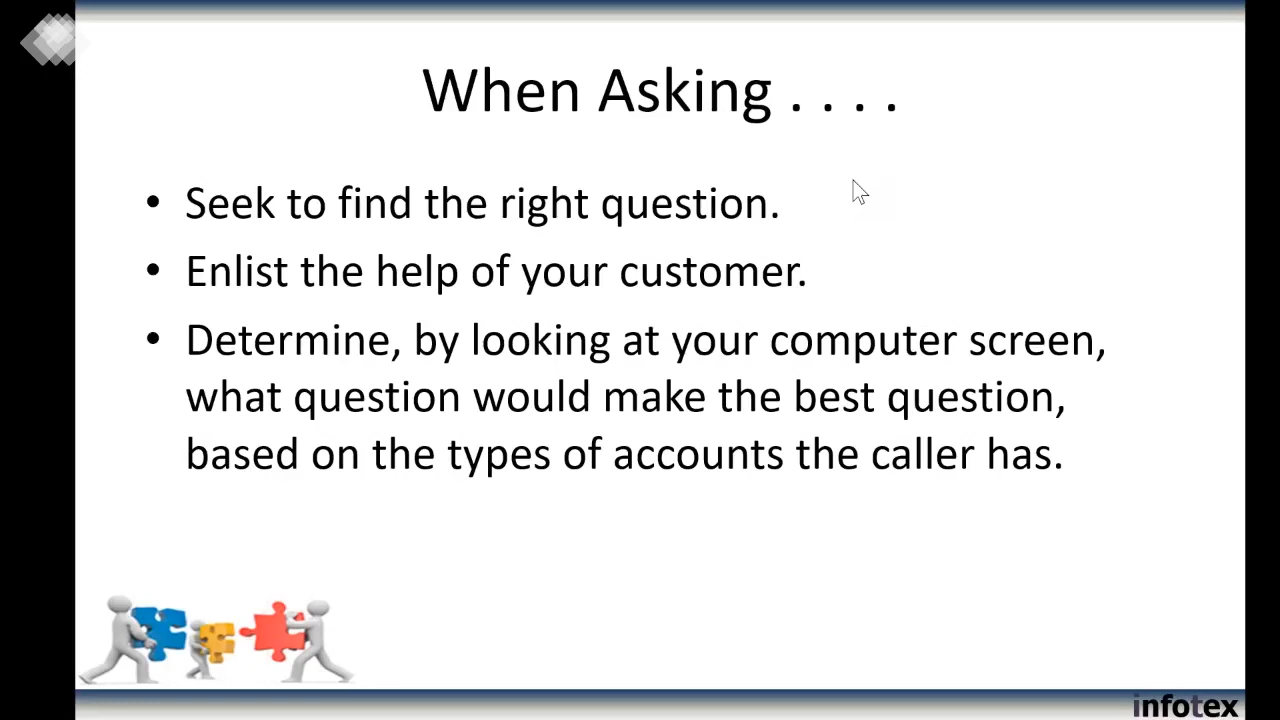 When Asking . . . .
• Seek to find the right question.
• Enlist the help of your customer.
• Determine, by looking at your computer screen,
what question would make the best question,
based on the types of accounts the caller has.
infotex